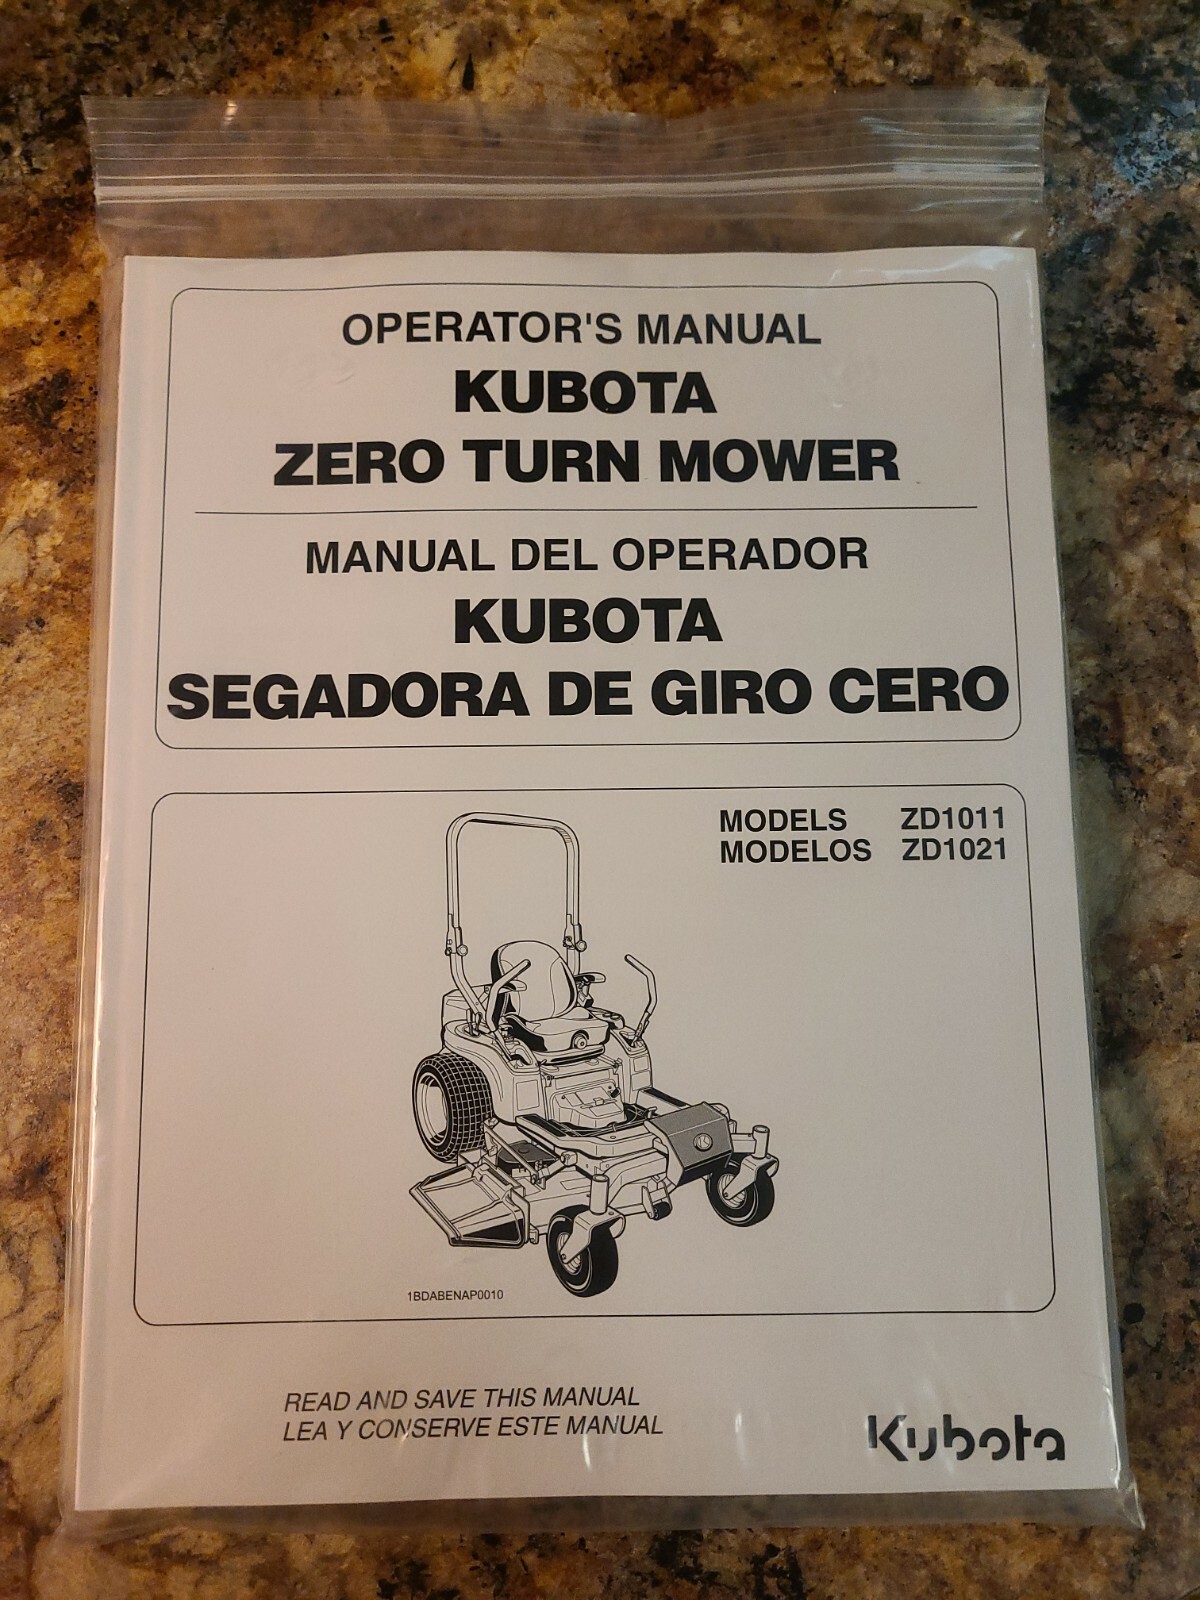 OPERATOR'S MANUAL
KUBOTA
ZERO TURN MOWER
MANUAL DEL OPERADOR
KUBOTA
SEGADORA DE GIRO CERO
MODELS ZD1011
MODELOS ZD1021
1BDABENAP0010
READ AND SAVE THIS MANUAL
LEA Y CONSERVE ESTE MANUAL
Kubota